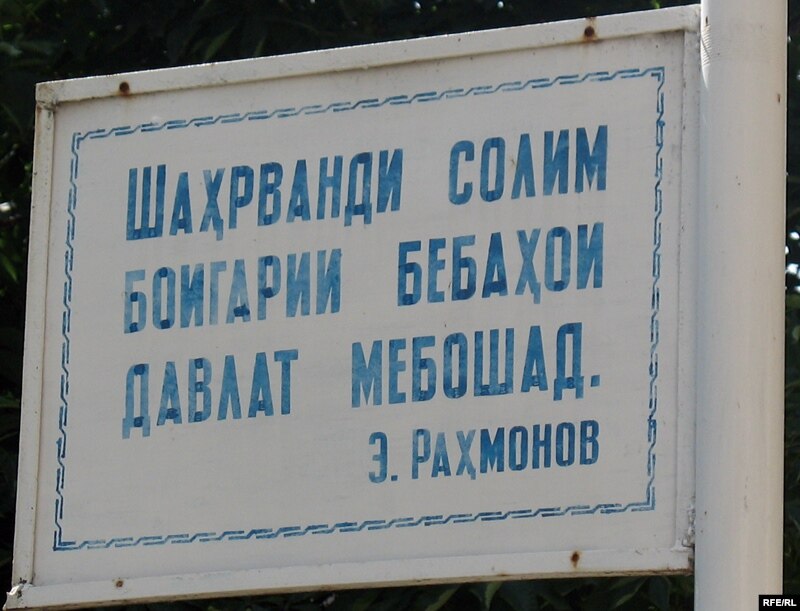 ШАҲРВАНДИ СОЛИМ
БОИГАРИИ БЕБАҲОИ
ДАВЛАТ МЕБОШАД.
Э. РАҲМОНОВ
RFE/RL